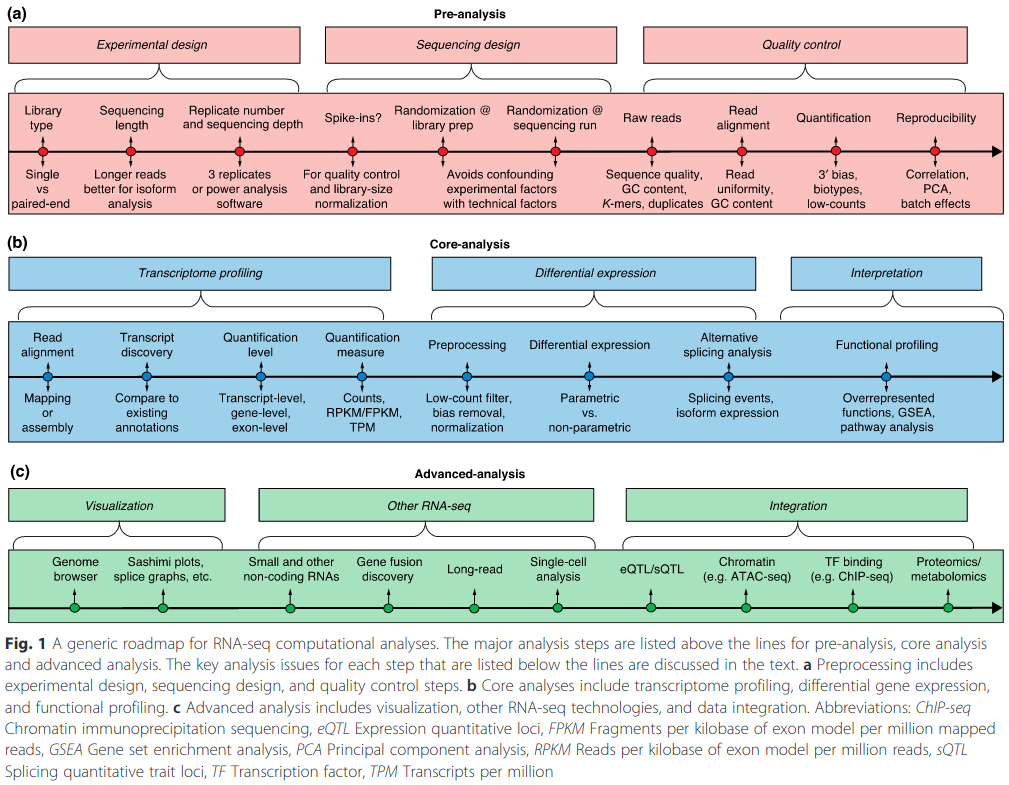 (a)
Pre-analysis
Experimental design
Sequencing design
Quality control
Library
type
Sequencing
length
Replicate number
and sequencing depth
Spike-ins?
Randomization @
library prep
Randomization @
sequencing run
Raw reads
Read
alignment
Quantification
Reproducibility
Single
vs
paired-end
Longer reads
better for isoform
analysis
3 replicates
or power analysis
software
For quality control
and library-size
normalization
Avoids confounding
experimental factors
with technical factors
Sequence quality,
GC content,
K-mers, duplicates
Read
uniformity,
GC content
3′ bias,
biotypes,
low-counts
Correlation,
PCA,
batch effects
(b)
Core-analysis
Transcriptome profiling
Differential expression
Interpretation
Read
alignment
Transcript
discovery
Quantification
level
Quantification
measure
Preprocessing
Differential expression
Alternative
splicing analysis
Functional profiling
Mapping
or
assembly
Compare to
existing
annotations
Transcript-level,
gene-level,
exon-level
Counts,
RPKM/FPKM,
TPM
Low-count filter,
bias removal,
normalization
Parametric
vs.
non-parametric
Splicing events,
isoform expression
Overrepresented
functions, GSEA,
pathway analysis
(c)
Advanced-analysis
Visualization
Other RNA-seq
Integration
Genome
browser
Sashimi plots,
splice graphs, etc.
Small and other
non-coding RNAs
Gene fusion
discovery
Long-read
Single-cell
analysis
eQTL/sQTL
Chromatin
(e.g. ATAC-seq)
TF binding
(e.g. ChIP-seq)
Proteomics/
metabolomics
Fig. 1 A generic roadmap for RNA-seq computational analyses. The major analysis steps are listed above the lines for pre-analysis, core analysis
and advanced analysis. The key analysis issues for each step that are listed below the lines are discussed in the text. a Preprocessing includes
experimental design, sequencing design, and quality control steps. b Core analyses include transcriptome profiling, differential gene expression,
and functional profiling. c Advanced analysis includes visualization, other RNA-seq technologies, and data integration. Abbreviations: ChIP-seq
Chromatin immunoprecipitation sequencing, eQTL Expression quantitative loci, FPKM Fragments per kilobase of exon model per million mapped
reads, GSEA Gene set enrichment analysis, PCA Principal component analysis, RPKM Reads per kilobase of exon model per million reads, sQTL
Splicing quantitative trait loci, TF Transcription factor, TPM Transcripts per million